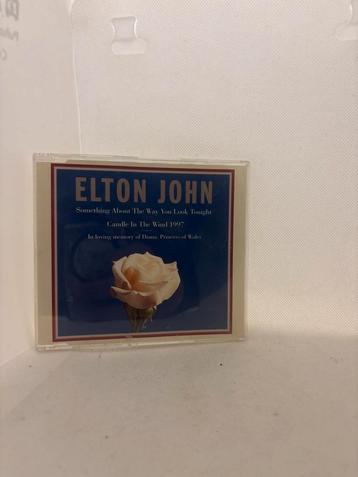 ELTON JOHN
Something About The Way You Look Tonight
Candle In The Wind 1997
In loving memory of Diana, Princess of Wales